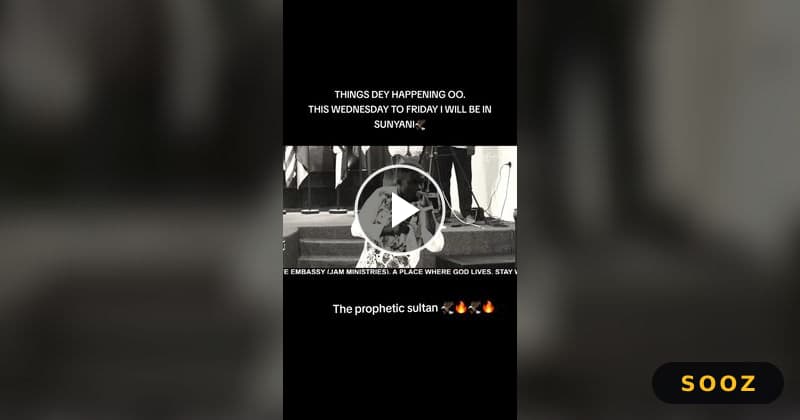 THINGS DEY HAPPENING OO.
THIS WEDNESDAY TO FRIDAY I WILL BE IN
SUNYANI🦅
E EMBASSY (JAM MINISTRIES). A PLACE WHERE GOD LIVES. STAY
The prophetic sultan 🦅🔥🦅🔥
SOOZ